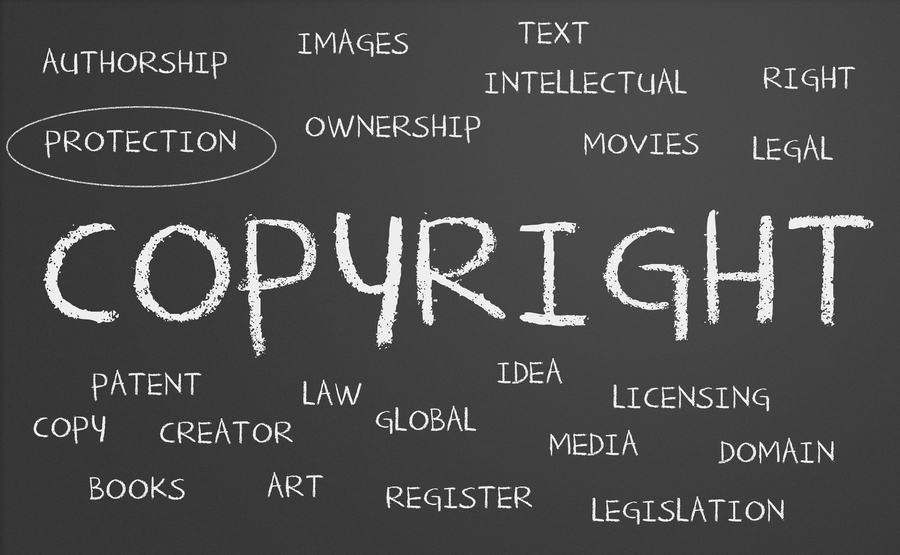 AUTHORSHIP
IMAGES
TEXT
INTELLECTUAL
RIGHT
PROTECTION
OWNERSHIP
MOVIES
LEGAL
COPYRIGHT
PATENT
LAW
IDEA
LICENSING
COPY
CREATOR
GLOBAL
MEDIA
DOMAIN
BOOKS
ART
REGISTER
LEGISLATION